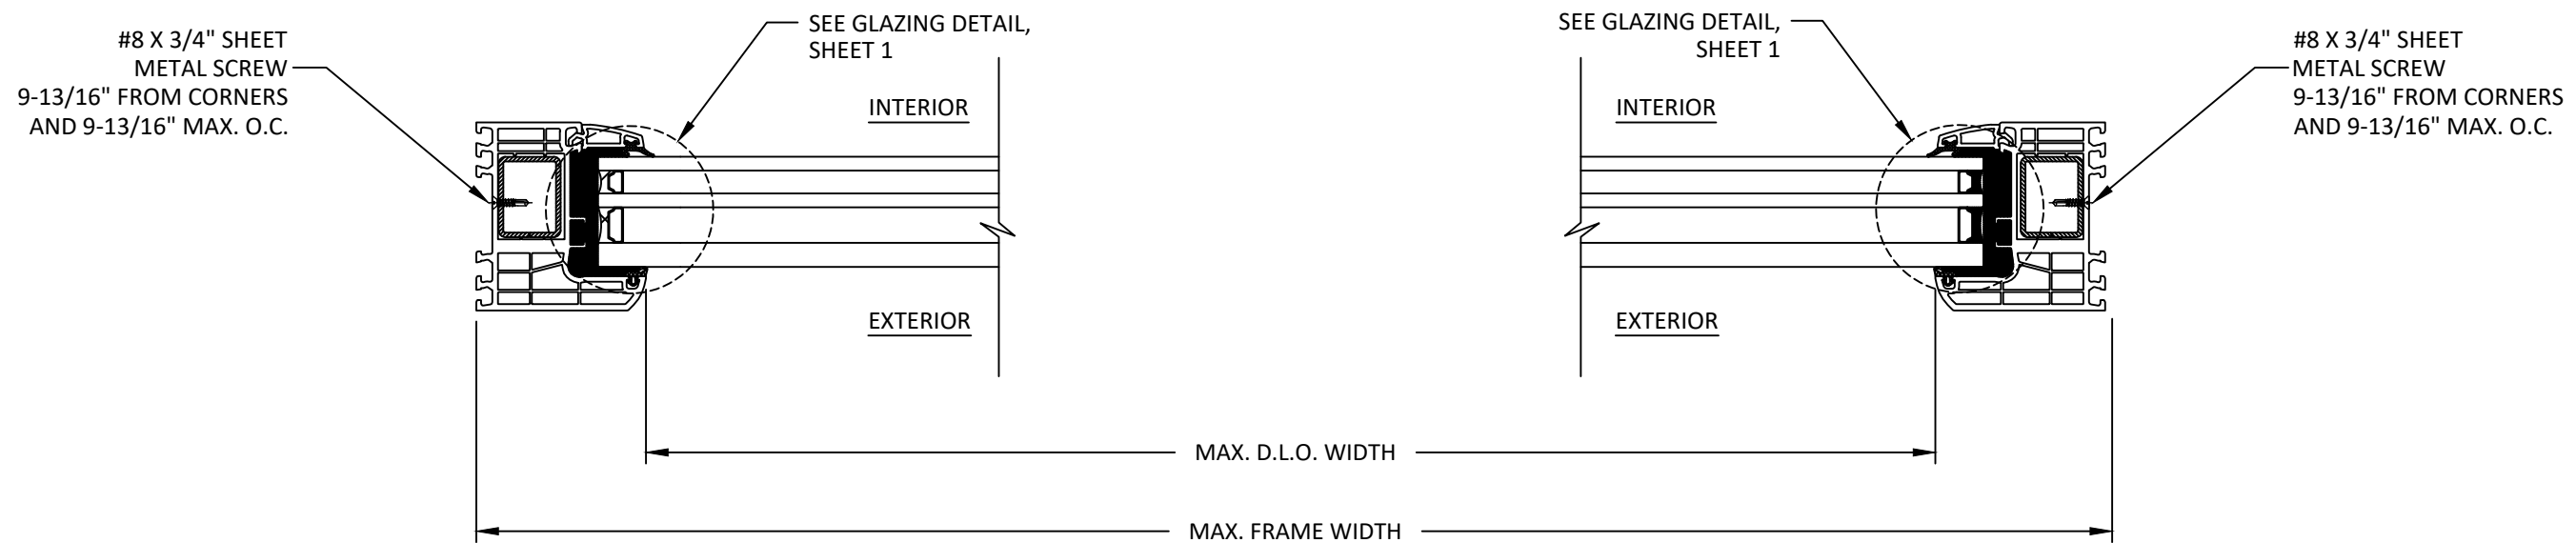 #8 X 3/4" SHEET
METAL SCREW
9-13/16" FROM CORNERS
AND 9-13/16" MAX. O.C.
SEE GLAZING DETAIL,
SHEET 1
INTERIOR
EXTERIOR
SEE GLAZING DETAIL,
SHEET 1
INTERIOR
EXTERIOR
#8 X 3/4" SHEET
METAL SCREW
9-13/16" FROM CORNERS
AND 9-13/16" MAX. O.C.
MAX. D.L.O. WIDTH
MAX. FRAME WIDTH